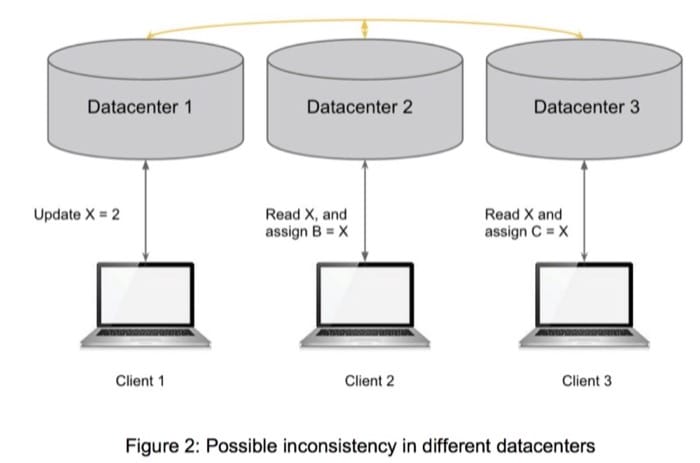 Datacenter 1
Datacenter 2
Datacenter 3
Update X = 2
Read X, and
assign B = X
Read X and
assign C = X
Client 1
Client 2
Client 3
Figure 2: Possible inconsistency in different datacenters